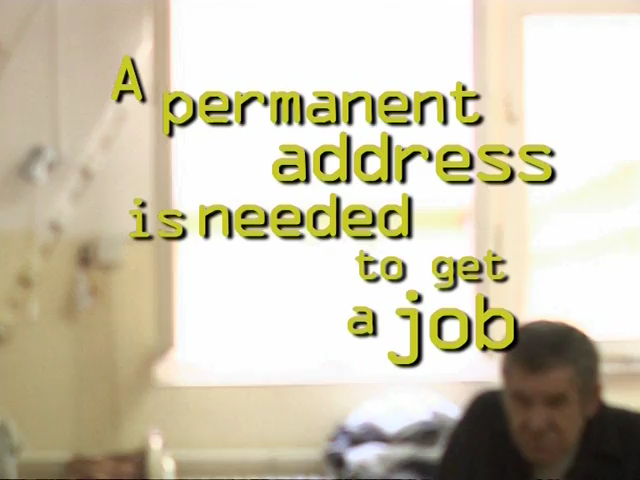 A permanent
address
is needed
to get
a job